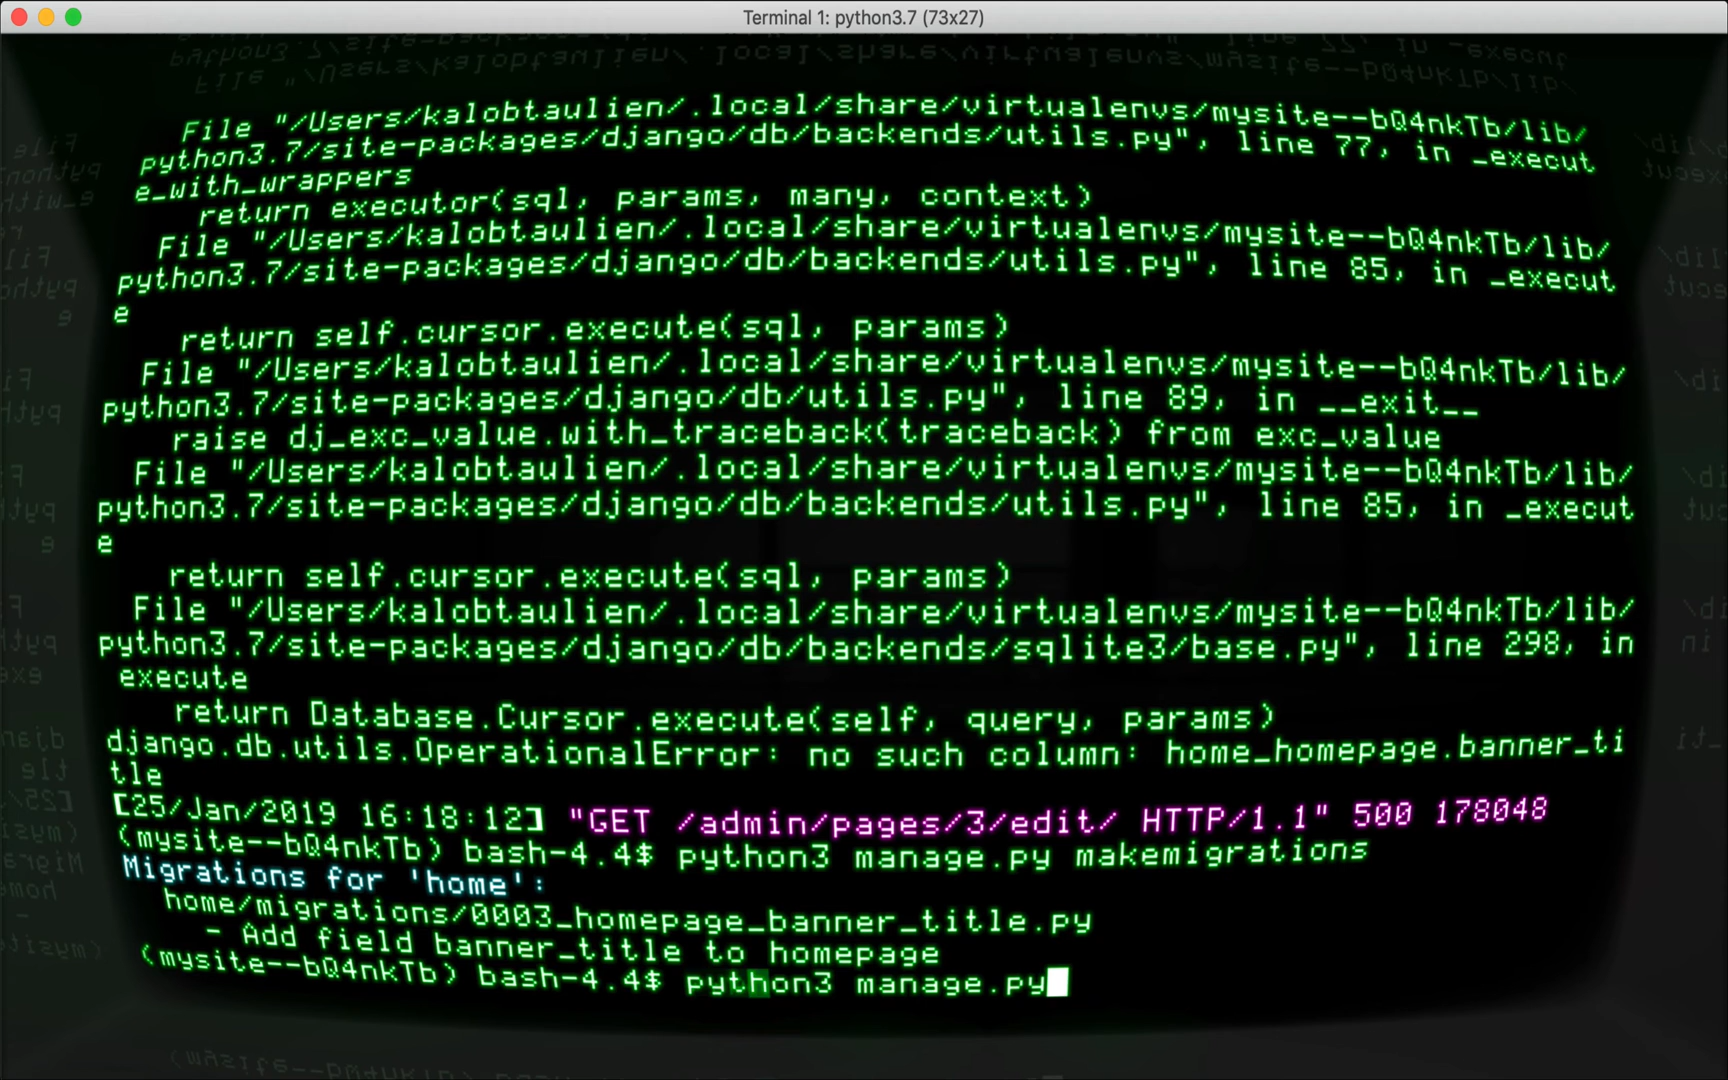 Terminal 1: python3.7 (73x27)
File "/Users/kalobtaulien/.local/share/virtualenvs/mysite--bQ4nkTb/lib/
python3.7/site-packages/django/db/backends/utils.py", line 77, in _execut
e_with_wrappers
return executor(sql, params, many, context)
File "/Users/kalobtaulien/.local/share/virtualenvs/mysite--bQ4nkTb/lib/
python3.7/site-packages/django/db/backends/utils.py", line 85, in _execut
e
return self.cursor.execute(sql, params)
File "/Users/kalobtaulien/.local/share/virtualenvs/mysite--bQ4nkTb/lib/
python3.7/site-packages/django/db/utils.py", line 89, in __exit__
raise dj_exc_value.with_traceback(traceback) from exc_value
File "/Users/kalobtaulien/.local/share/virtualenvs/mysite--bQ4nkTb/lib/
python3.7/site-packages/django/db/backends/utils.py", line 85, in _execut
e
return self.cursor.execute(sql, params)
File "/Users/kalobtaulien/.local/share/virtualenvs/mysite--bQ4nkTb/lib/
python3.7/site-packages/django/db/backends/sqlite3/base.py", line 298, in
execute
return Database.Cursor.execute(self, query, params)
django.db.utils.OperationalError: no such column: home_homepage.banner_ti
tle
[25/Jan/2019 16:18:12] "GET /admin/pages/3/edit/ HTTP/1.1" 500 178048
(mysite--bQ4nkTb) bash-4.4$ python3 manage.py makemigrations
Migrations for 'home':
home/migrations/0003_homepage_banner_title.py
- Add field banner_title to homepage
(mysite--bQ4nkTb) bash-4.4$ python3 manage.py